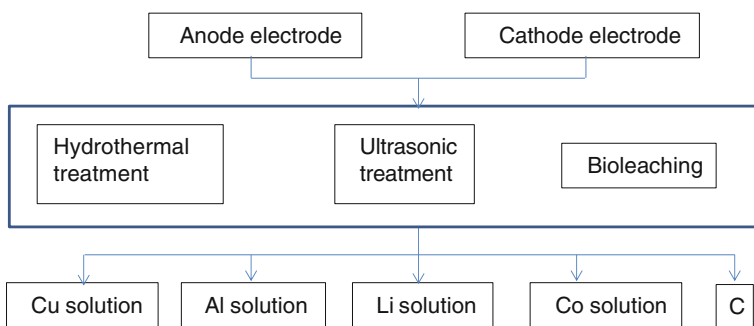 Anode electrode
Cathode electrode
Hydrothermal
treatment
Ultrasonic
treatment
Bioleaching
Cu solution
Al solution
Li solution
Co solution
C